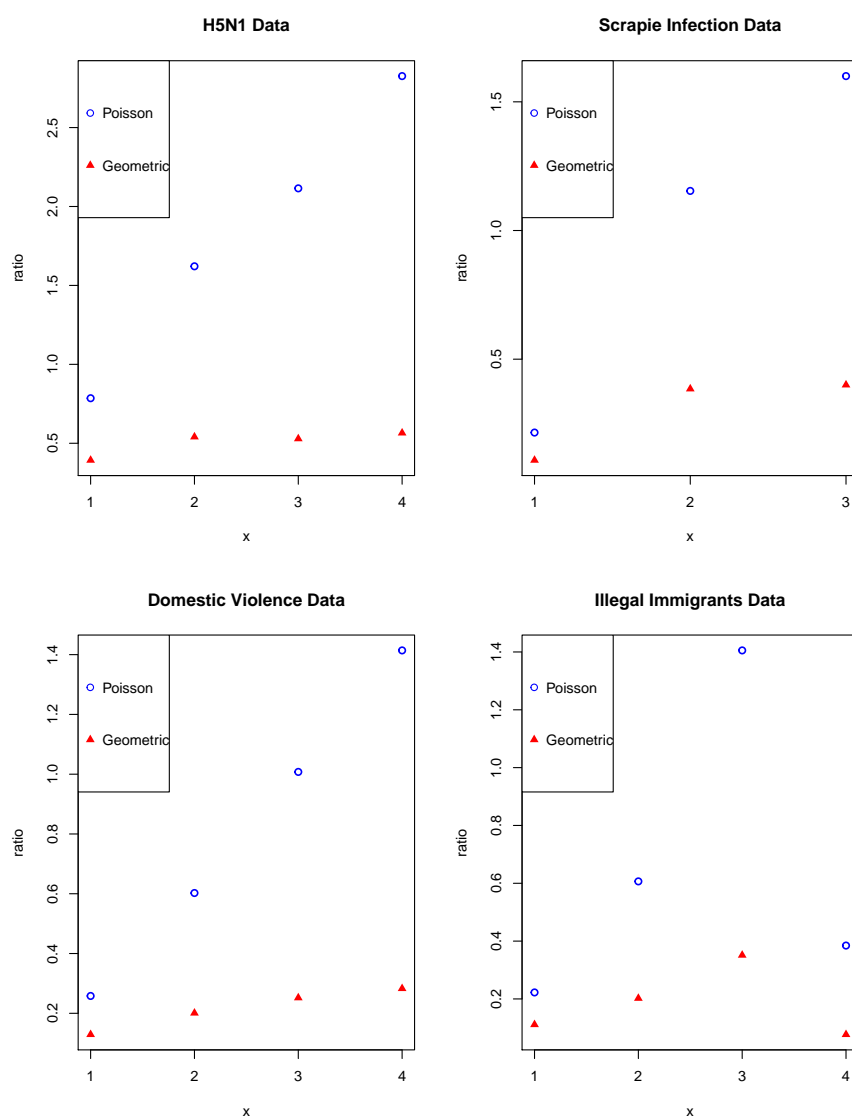 H5N1 Data
Poisson
Geometric
ratio
0.5 1.0 1.5 2.0 2.5
1 2 3 4
x
Scrapie Infection Data
Poisson
Geometric
ratio
0.5 1.0 1.5
1 2 3
x
Domestic Violence Data
Poisson
Geometric
ratio
0.2 0.4 0.6 0.8 1.0 1.2 1.4
1 2 3 4
x
Illegal Immigrants Data
Poisson
Geometric
ratio
0.2 0.4 0.6 0.8 1.0 1.2 1.4
1 2 3 4
x